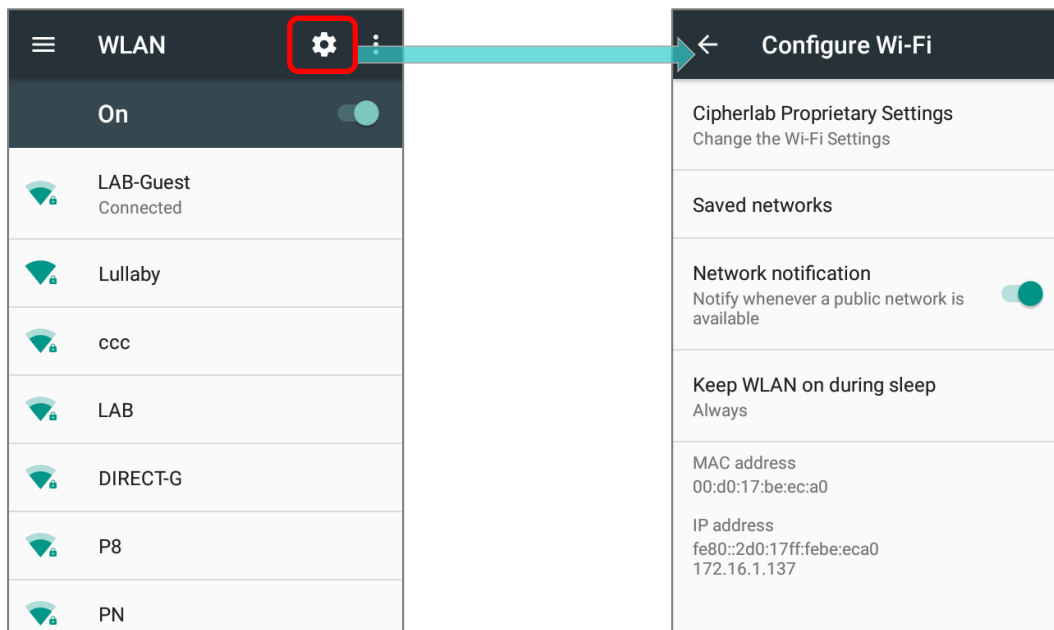 WLAN
On
LAB-Guest
Connected
Lullaby
ccc
LAB
DIRECT-G
P8
PN
Configure Wi-Fi
Cipherlab Proprietary Settings
Change the Wi-Fi Settings
Saved networks
Network notification
Notify whenever a public network is
available
Keep WLAN on during sleep
Always
MAC address
00:d0:17:be:ec:a0
IP address
fe80::2d0:17ff:febe:eca0
172.16.1.137